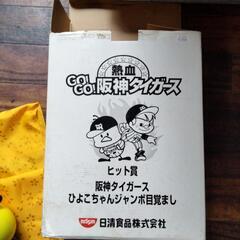 熱血
GO!GO!阪神タイガース
ヒット賞
阪神タイガース
ひよこちゃんジャンボ目覚まし
NISSIN 日清食品株式会社